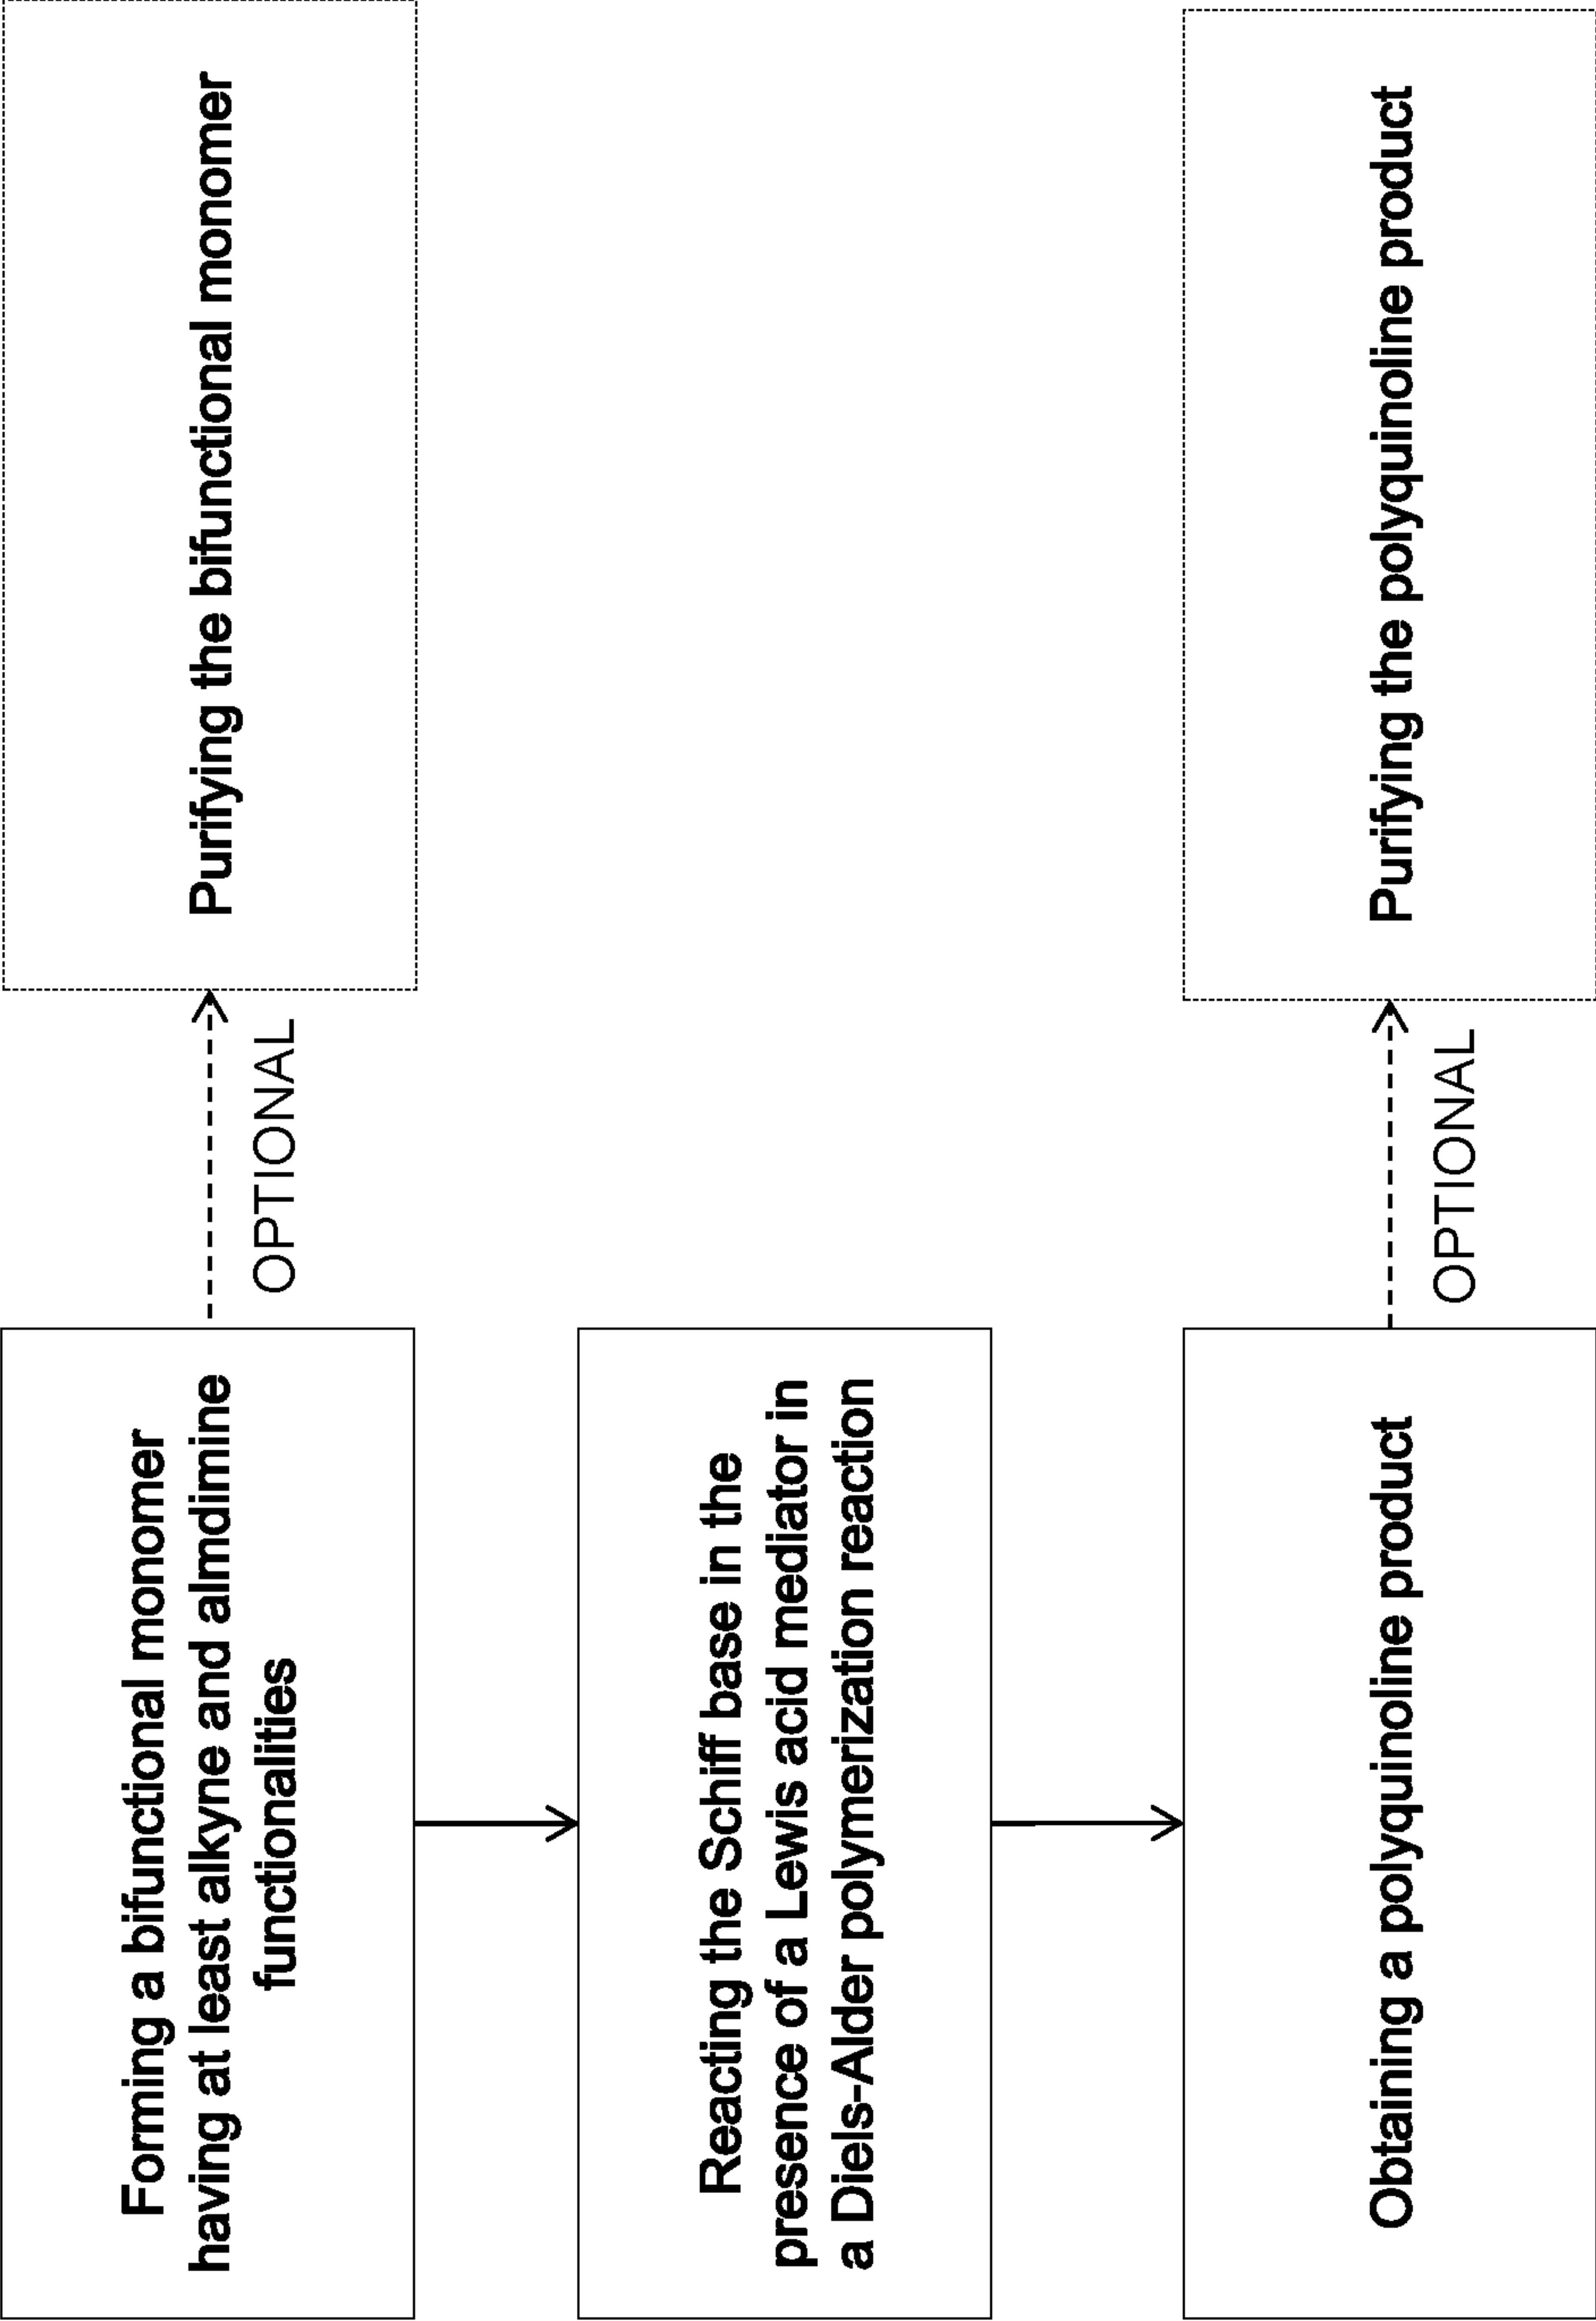 Forming a bifunctional monomer
having at least alkyne and almdimine
functionalities
OPTIONAL
Purifying the bifunctional monomer
Reacting the Schiff base in the
presence of a Lewis acid mediator in
a Diels-Alder polymerization reaction
Obtaining a polyquinoline product
OPTIONAL
Purifying the polyquinoline product